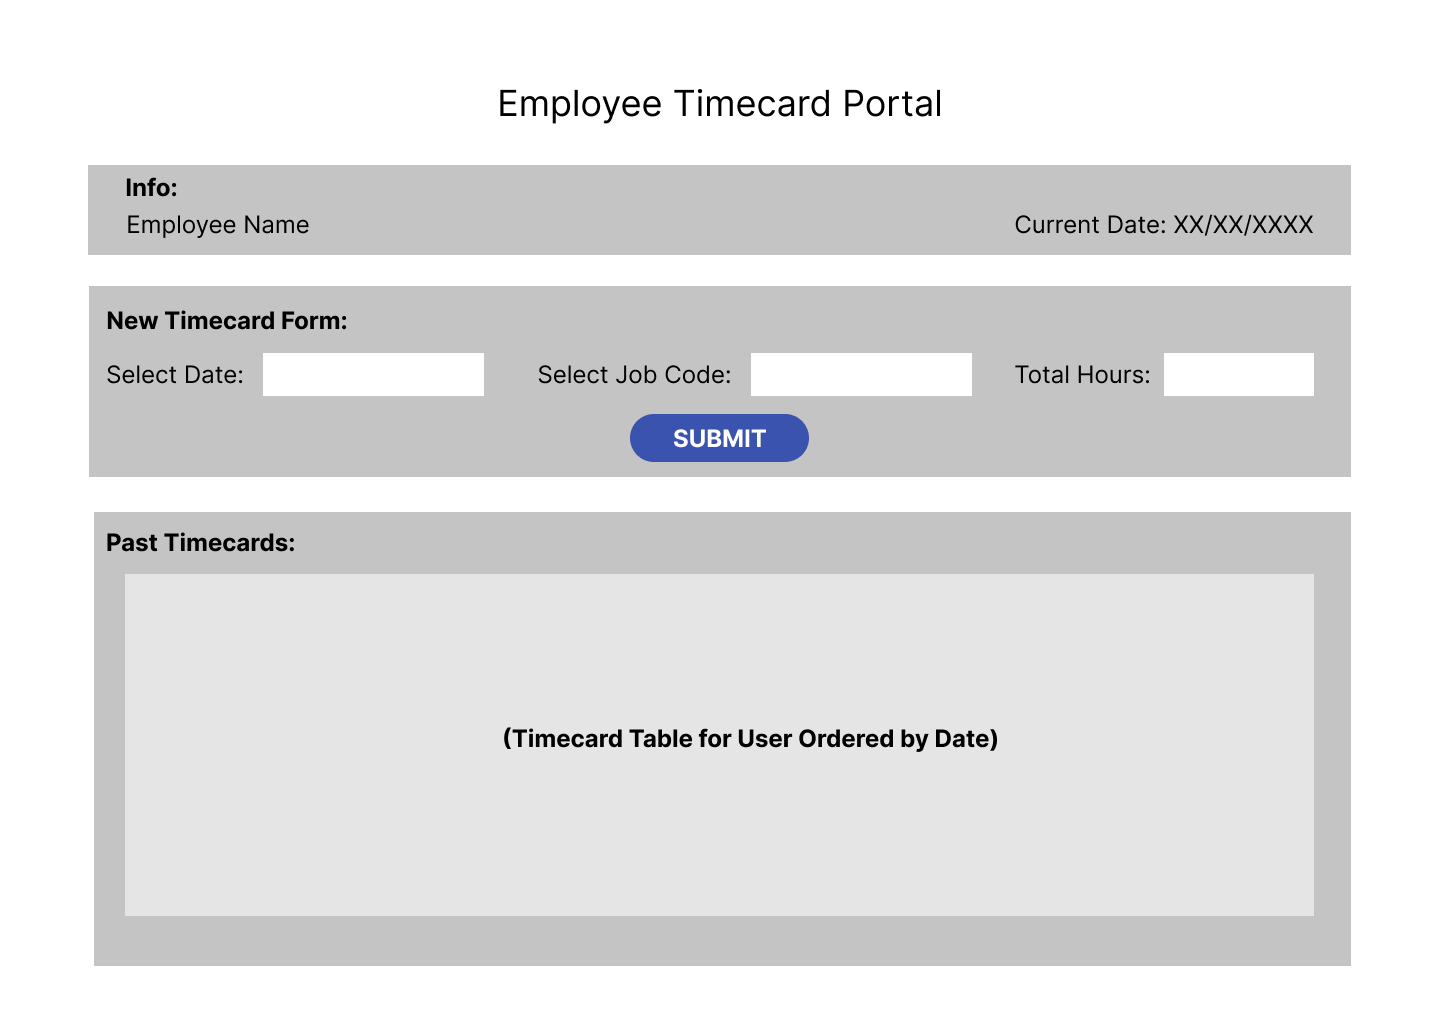 Employee Timecard Portal
Info:
Employee Name
Current Date: XX/XX/XXXX
New Timecard Form:
Select Date:
Select Job Code:
Total Hours:
SUBMIT
Past Timecards:
(Timecard Table for User Ordered by Date)